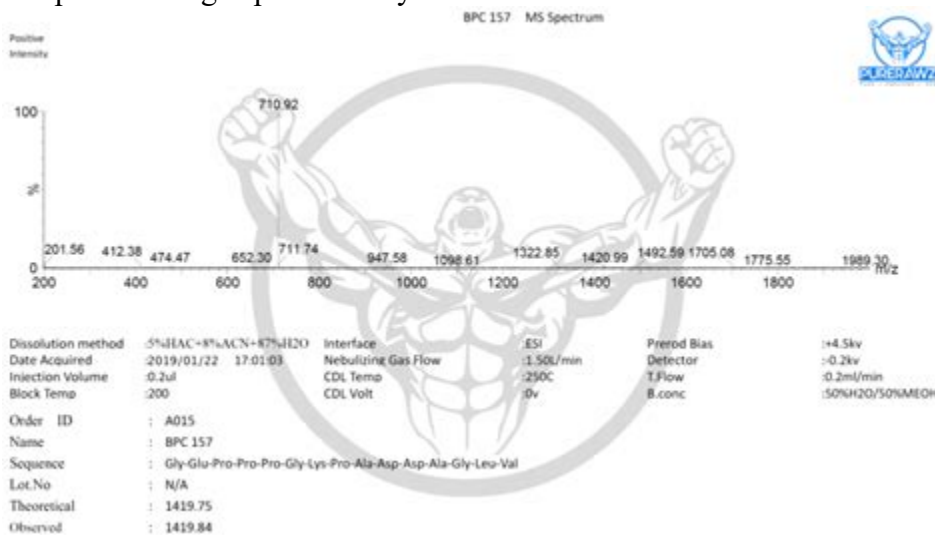 BPC 157 MS Spectrum
Positive
Intensity
PURERAWZ
100
710.92
%
201.56 412.38 474.47 652.30 711.74 947.58 1098.61 1322.85 1420.99 1492.59 1705.08 1775.55 1989.30
0
m/z
200 400 600 800 1000 1200 1400 1600 1800
Dissolution method :5%HAC+8%ACN+87%H2O Interface :ESI Prerod Bias :+4.5kv
Date Acquired :2019/01/22 17:01:03 Nebulizing Gas Flow :1.50L/min Detector :-0.2kv
Injection Volume :0.2ul CDL Temp :250C T.Flow :0.2ml/min
Block Temp :200 CDL Volt :0v B.conc :50%H2O/50%MEOH
Order ID : A015
Name : BPC 157
Sequence : Gly-Glu-Pro-Pro-Pro-Gly-Lys-Pro-Ala-Asp-Asp-Ala-Gly-Leu-Val
Lot.No : N/A
Theoretical : 1419.75
Observed : 1419.84